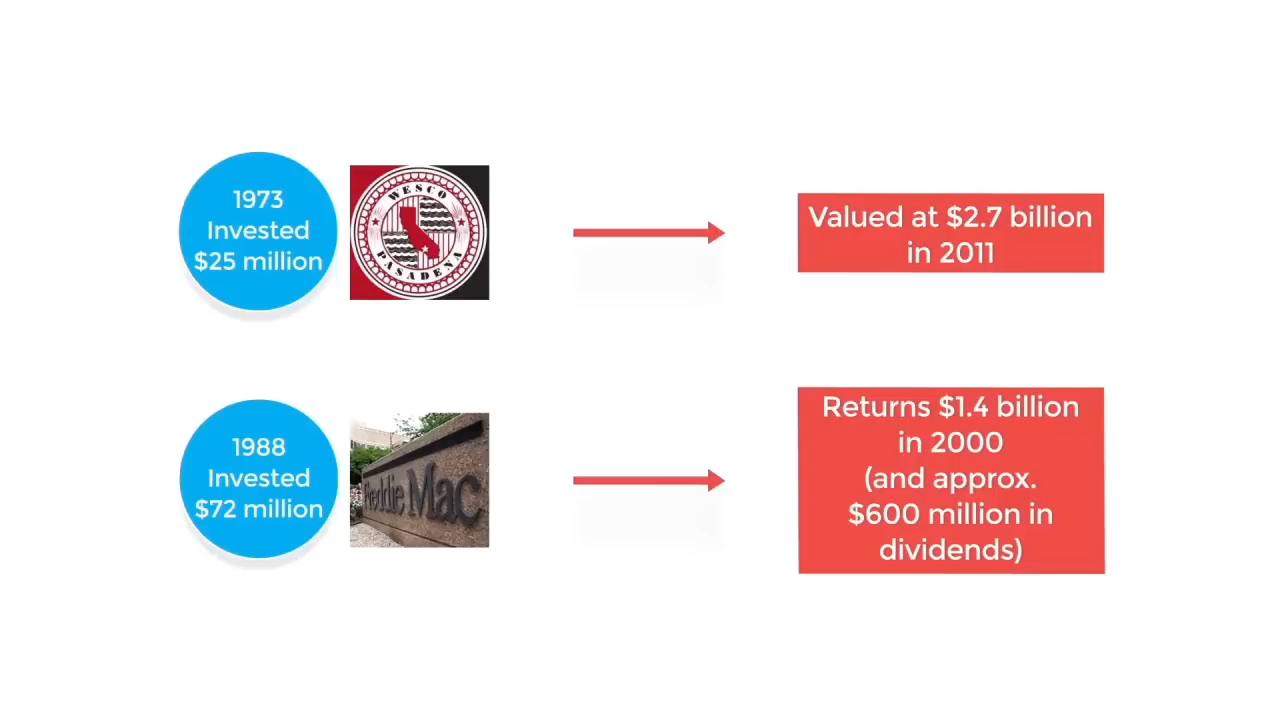 1973
Invested
$25 million
WESCO
PASADENA
Valued at $2.7 billion
in 2011
1988
Invested
$72 million
Freddie Mac
Returns $1.4 billion
in 2000
(and approx.
$600 million in
dividends)